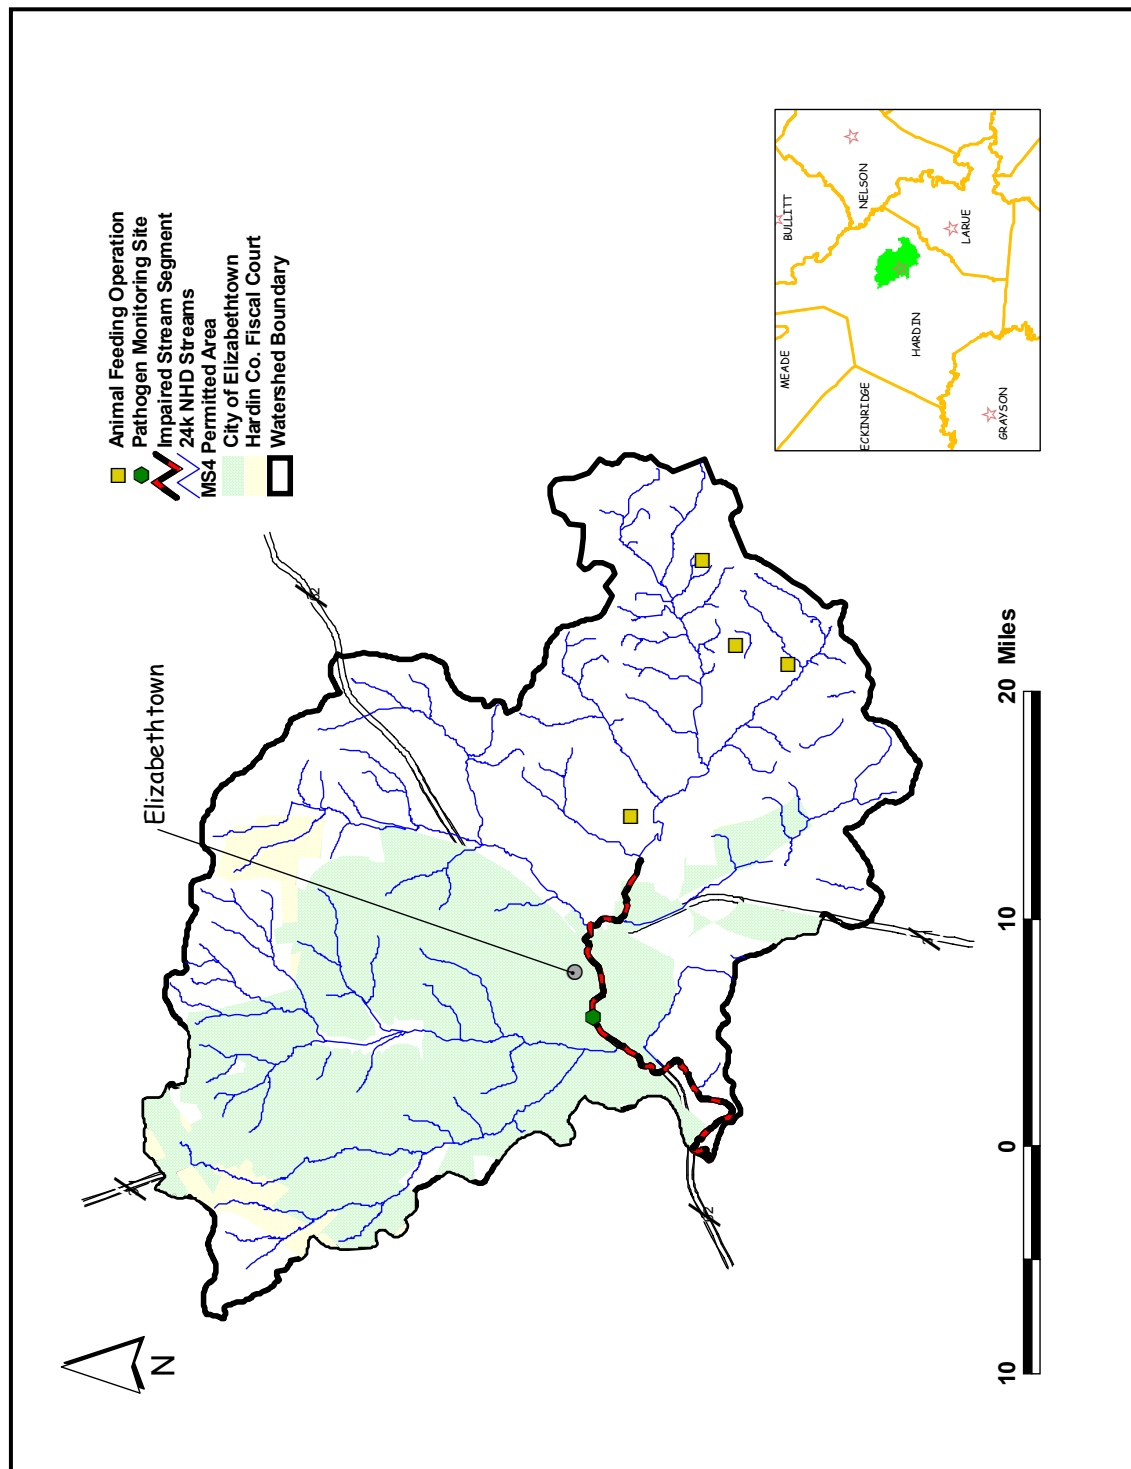 Animal Feeding Operation
Pathogen Monitoring Site
Impaired Stream Segment
24k NHD Streams
MS4 Permitted Area
City of Elizabethtown
Hardin Co. Fiscal Court
Watershed Boundary
Elizabethtown
N
10 0 10 20 Miles
MEADE
BULLITT
ECKINRIDGE
NELSON
HARDIN
LARUE
GRAYSON